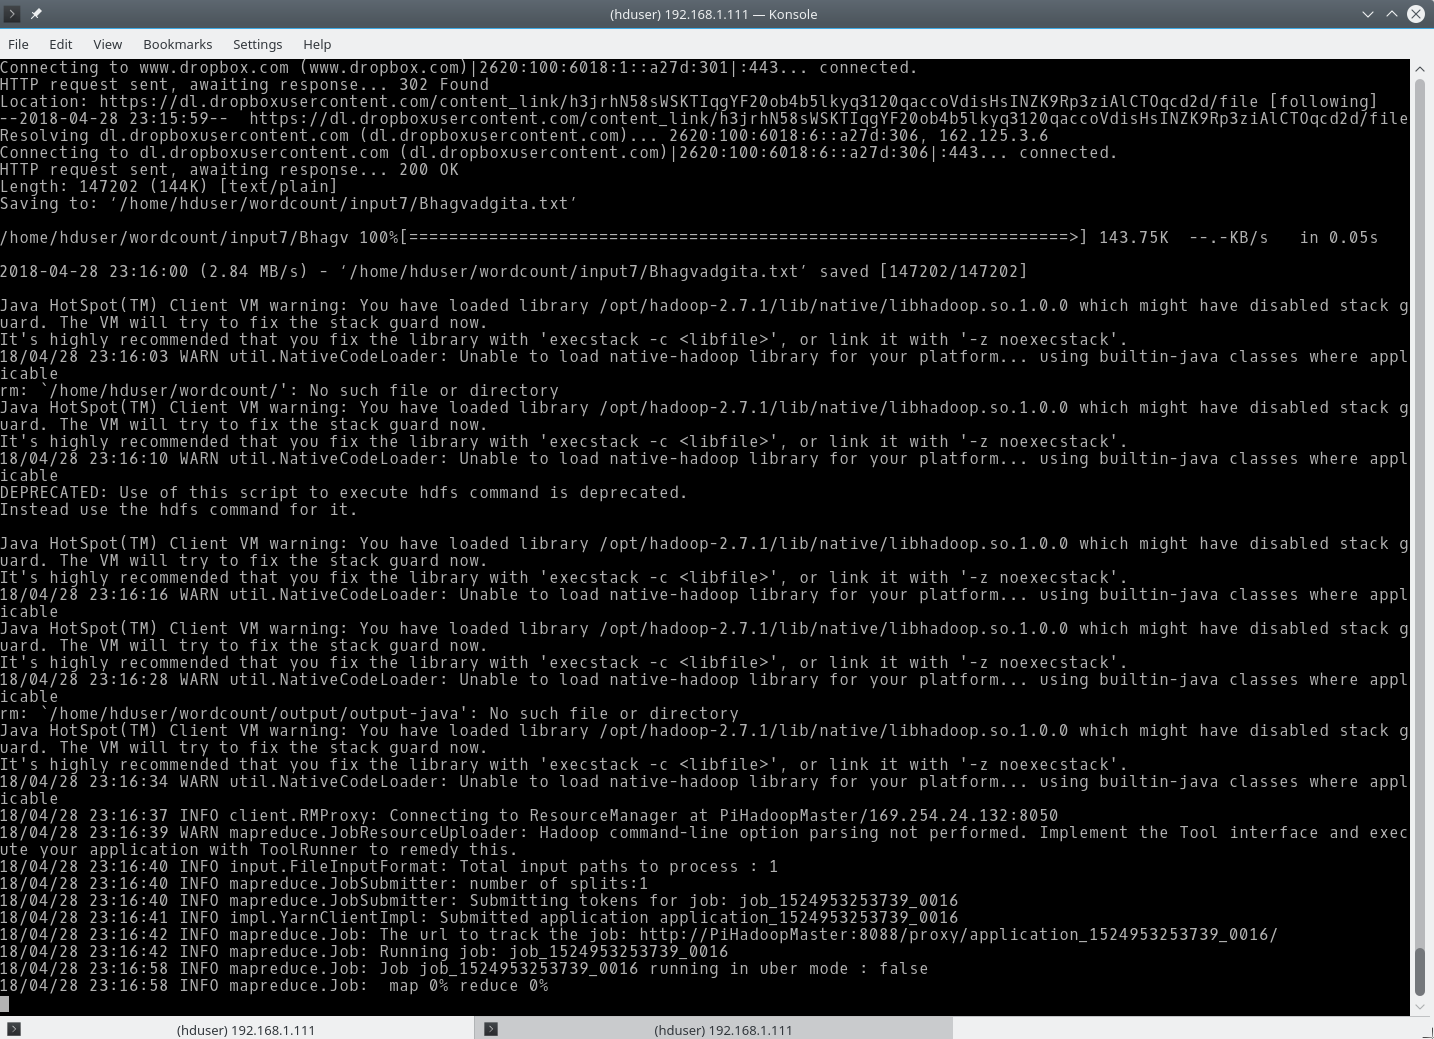 (hduser) 192.168.1.111 — Konsole
File Edit View Bookmarks Settings Help
Connecting to www.dropbox.com (www.dropbox.com)|2620:100:6018:1::a27d:301|:443... connected.
HTTP request sent, awaiting response... 302 Found
Location: https://dl.dropboxusercontent.com/content_link/h3jrhN58sWSKTIqgYF20ob4b5lkyq3120qaccoVdisHsINZK9Rp3ziAlCTOqcd2d/file [following]
--2018-04-28 23:15:59--  https://dl.dropboxusercontent.com/content_link/h3jrhN58sWSKTIqgYF20ob4b5lkyq3120qaccoVdisHsINZK9Rp3ziAlCTOqcd2d/file
Resolving dl.dropboxusercontent.com (dl.dropboxusercontent.com)... 2620:100:6018:6::a27d:306, 162.125.3.6
Connecting to dl.dropboxusercontent.com (dl.dropboxusercontent.com)|2620:100:6018:6::a27d:306|:443... connected.
HTTP request sent, awaiting response... 200 OK
Length: 147202 (144K) [text/plain]
Saving to: ‘/home/hduser/wordcount/input7/Bhagvadgita.txt’
/home/hduser/wordcount/input7/Bhagv 100%[==================================================================>] 143.75K  --.-KB/s   in 0.05s
2018-04-28 23:16:00 (2.84 MB/s) - ‘/home/hduser/wordcount/input7/Bhagvadgita.txt’ saved [147202/147202]
Java HotSpot(TM) Client VM warning: You have loaded library /opt/hadoop-2.7.1/lib/native/libhadoop.so.1.0.0 which might have disabled stack g
uard. The VM will try to fix the stack guard now.
It's highly recommended that you fix the library with 'execstack -c <libfile>', or link it with '-z noexecstack'.
18/04/28 23:16:03 WARN util.NativeCodeLoader: Unable to load native-hadoop library for your platform... using builtin-java classes where appl
icable
rm: `/home/hduser/wordcount/': No such file or directory
Java HotSpot(TM) Client VM warning: You have loaded library /opt/hadoop-2.7.1/lib/native/libhadoop.so.1.0.0 which might have disabled stack g
uard. The VM will try to fix the stack guard now.
It's highly recommended that you fix the library with 'execstack -c <libfile>', or link it with '-z noexecstack'.
18/04/28 23:16:10 WARN util.NativeCodeLoader: Unable to load native-hadoop library for your platform... using builtin-java classes where appl
icable
DEPRECATED: Use of this script to execute hdfs command is deprecated.
Instead use the hdfs command for it.
Java HotSpot(TM) Client VM warning: You have loaded library /opt/hadoop-2.7.1/lib/native/libhadoop.so.1.0.0 which might have disabled stack g
uard. The VM will try to fix the stack guard now.
It's highly recommended that you fix the library with 'execstack -c <libfile>', or link it with '-z noexecstack'.
18/04/28 23:16:16 WARN util.NativeCodeLoader: Unable to load native-hadoop library for your platform... using builtin-java classes where appl
icable
Java HotSpot(TM) Client VM warning: You have loaded library /opt/hadoop-2.7.1/lib/native/libhadoop.so.1.0.0 which might have disabled stack g
uard. The VM will try to fix the stack guard now.
It's highly recommended that you fix the library with 'execstack -c <libfile>', or link it with '-z noexecstack'.
18/04/28 23:16:28 WARN util.NativeCodeLoader: Unable to load native-hadoop library for your platform... using builtin-java classes where appl
icable
rm: `/home/hduser/wordcount/output/output-java': No such file or directory
Java HotSpot(TM) Client VM warning: You have loaded library /opt/hadoop-2.7.1/lib/native/libhadoop.so.1.0.0 which might have disabled stack g
uard. The VM will try to fix the stack guard now.
It's highly recommended that you fix the library with 'execstack -c <libfile>', or link it with '-z noexecstack'.
18/04/28 23:16:34 WARN util.NativeCodeLoader: Unable to load native-hadoop library for your platform... using builtin-java classes where appl
icable
18/04/28 23:16:37 INFO client.RMProxy: Connecting to ResourceManager at PiHadoopMaster/169.254.24.132:8050
18/04/28 23:16:39 WARN mapreduce.JobResourceUploader: Hadoop command-line option parsing not performed. Implement the Tool interface and exec
ute your application with ToolRunner to remedy this.
18/04/28 23:16:40 INFO input.FileInputFormat: Total input paths to process : 1
18/04/28 23:16:40 INFO mapreduce.JobSubmitter: number of splits:1
18/04/28 23:16:40 INFO mapreduce.JobSubmitter: Submitting tokens for job: job_1524953253739_0016
18/04/28 23:16:41 INFO impl.YarnClientImpl: Submitted application application_1524953253739_0016
18/04/28 23:16:42 INFO mapreduce.Job: The url to track the job: http://PiHadoopMaster:8088/proxy/application_1524953253739_0016/
18/04/28 23:16:42 INFO mapreduce.Job: Running job: job_1524953253739_0016
18/04/28 23:16:58 INFO mapreduce.Job: Job job_1524953253739_0016 running in uber mode : false
18/04/28 23:16:58 INFO mapreduce.Job:  map 0% reduce 0%
(hduser) 192.168.1.111 (hduser) 192.168.1.111